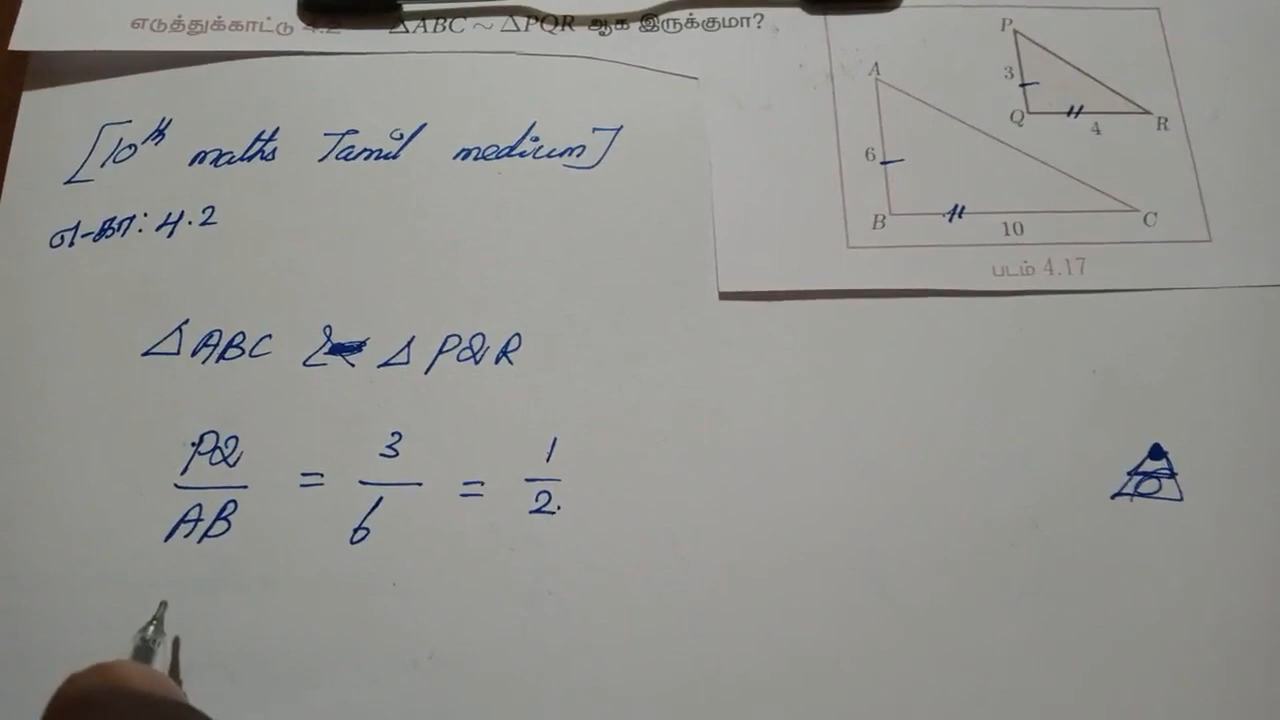 எடுத்துக்காட்டு 4.2 △ABC ~ △PQR ஆக இருக்குமா?
P
3
Q
4
R
A
6
B
10
C
படம் 4.17
[10th maths Tamil medium]
எ-கா: 4.2
△ABC ~ △PQR
PQ/AB = 3/6 = 1/2